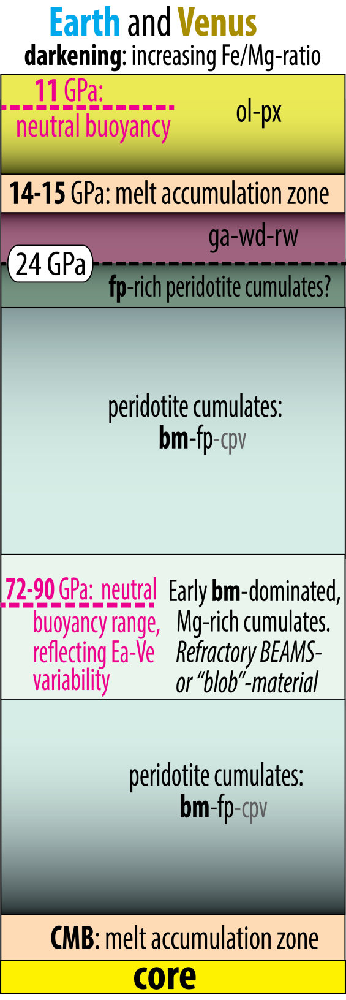 Earth and Venus
darkening: increasing Fe/Mg-ratio
11 GPa:
neutral buoyancy
ol-px
14-15 GPa: melt accumulation zone
ga-wd-rw
24 GPa
fp-rich peridotite cumulates?
peridotite cumulates:
bm-fp-cpv
72-90 GPa: neutral
buoyancy range,
reflecting Ea-Ve
variability
Early bm-dominated,
Mg-rich cumulates.
Refractory BEAMS-
or “blob”-material
peridotite cumulates:
bm-fp-cpv
CMB: melt accumulation zone
core